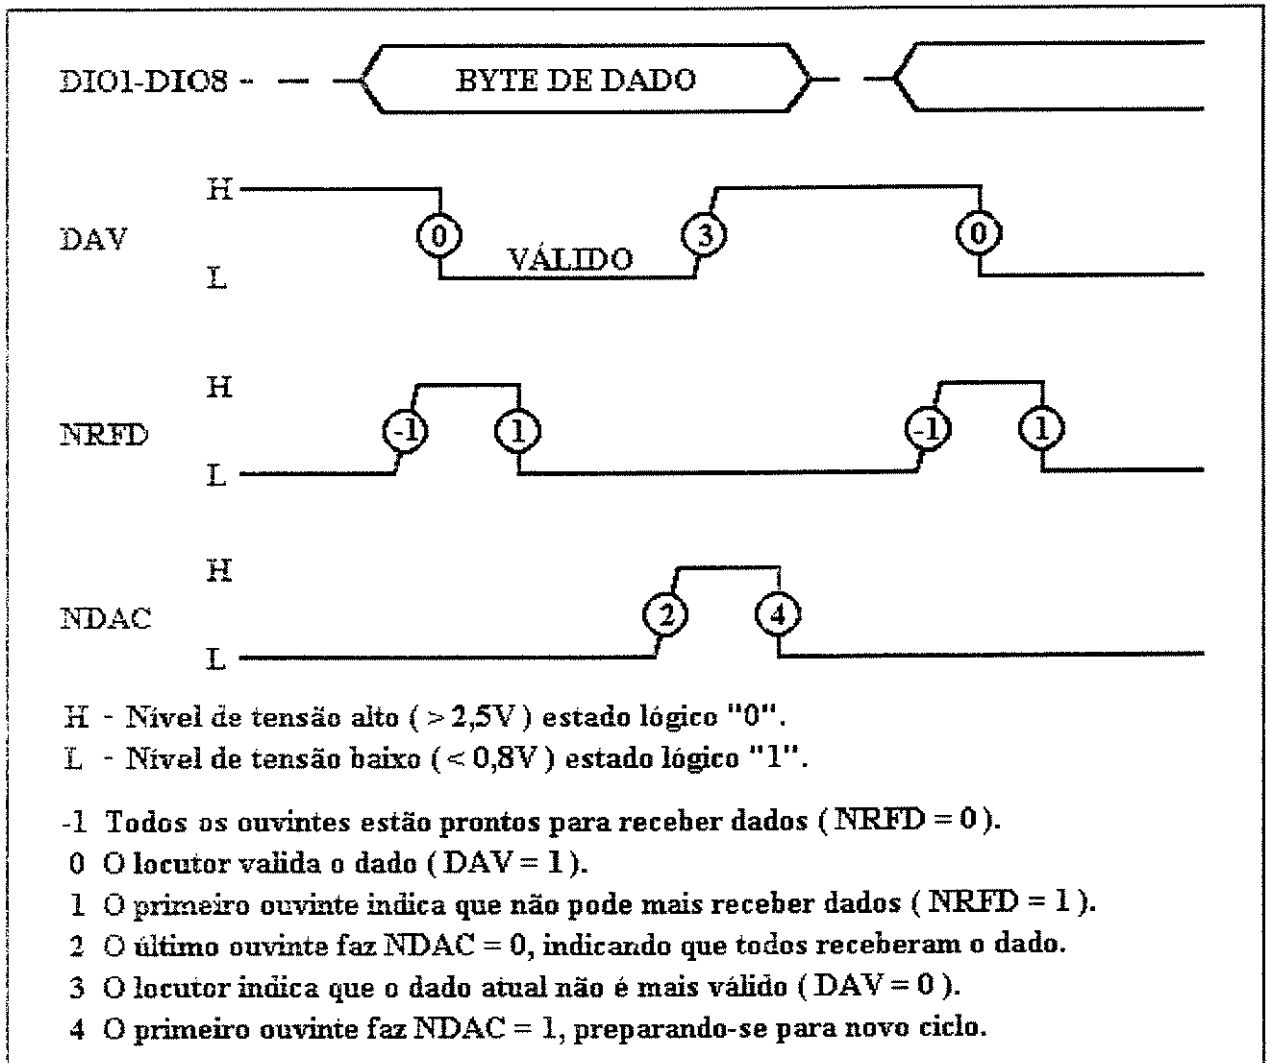 DIO1-DIO8 BYTE DE DADO
H
DAV 0 VÁLIDO 3 0
L
H
NRFD -1 1 -1 1
L
H
NDAC 2 4
L
H - Nível de tensão alto ( > 2,5V ) estado lógico "0".
L - Nível de tensão baixo ( < 0,8V ) estado lógico "1".
-1 Todos os ouvintes estão prontos para receber dados ( NRFD = 0 ).
0 O locutor valida o dado ( DAV = 1 ).
1 O primeiro ouvinte indica que não pode mais receber dados ( NRFD = 1 ).
2 O último ouvinte faz NDAC = 0, indicando que todos receberam o dado.
3 O locutor indica que o dado atual não é mais válido ( DAV = 0 ).
4 O primeiro ouvinte faz NDAC = 1, preparando-se para novo ciclo.